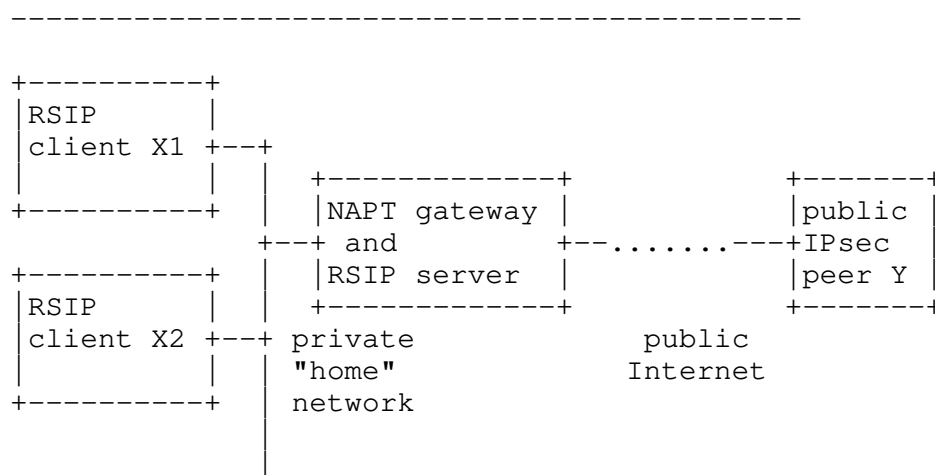 RSIP
client X1
NAPT gateway
and
RSIP server
public
IPsec
peer Y
RSIP
client X2
private
"home"
network
public
Internet